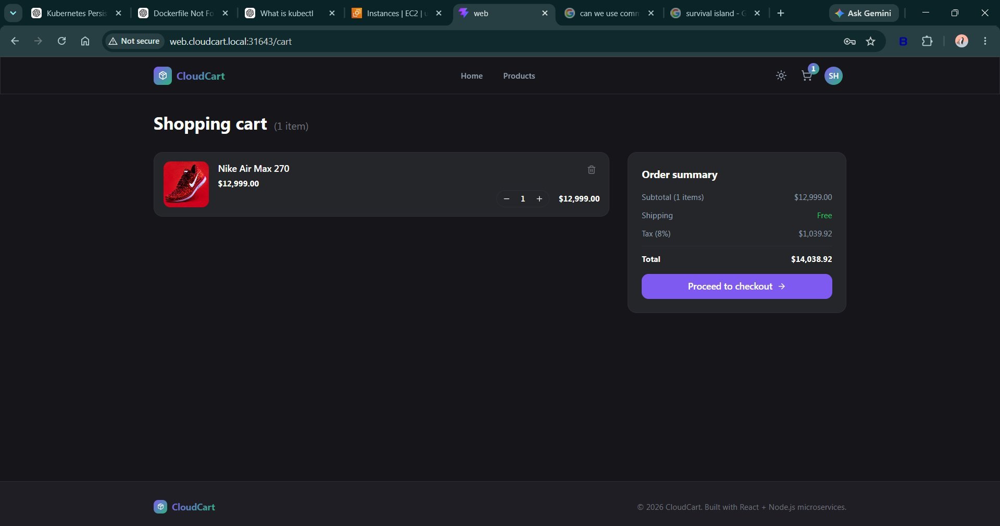 Kubernetes Persis
Dockerfile Not Fo
What is kubectl
Instances | EC2 | u
web
can we use comm
survival island - G
Ask Gemini
Not secure
web.cloudcart.local:31643/cart
B
CloudCart
Home
Products
1
SH
Shopping cart (1 item)
Nike Air Max 270
$12,999.00
1
$12,999.00
Order summary
Subtotal (1 items) $12,999.00
Shipping Free
Tax (8%) $1,039.92
Total $14,038.92
Proceed to checkout →
CloudCart
© 2026 CloudCart. Built with React + Node.js microservices.